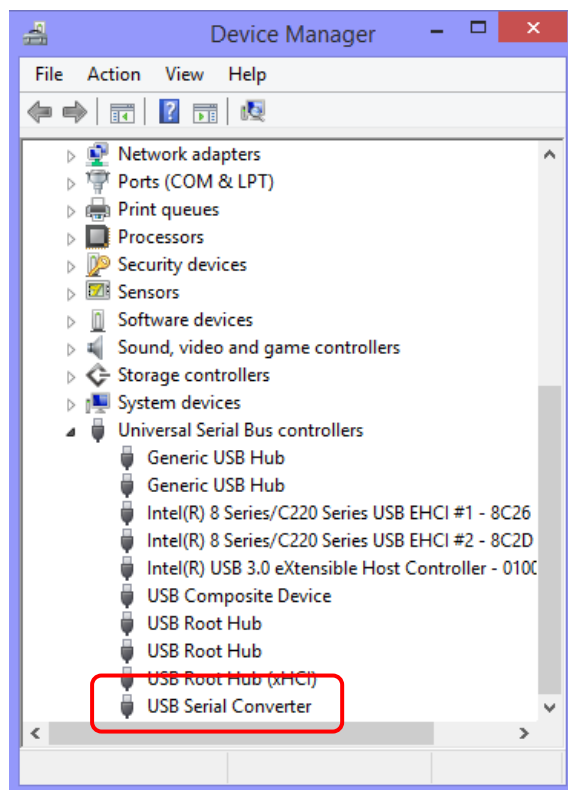 Device Manager
File Action View Help
Network adapters
Ports (COM & LPT)
Print queues
Processors
Security devices
Sensors
Software devices
Sound, video and game controllers
Storage controllers
System devices
Universal Serial Bus controllers
Generic USB Hub
Generic USB Hub
Intel(R) 8 Series/C220 Series USB EHCI #1 - 8C26
Intel(R) 8 Series/C220 Series USB EHCI #2 - 8C2D
Intel(R) USB 3.0 eXtensible Host Controller - 0100
USB Composite Device
USB Root Hub
USB Root Hub
USB Root Hub (xHCI)
USB Serial Converter